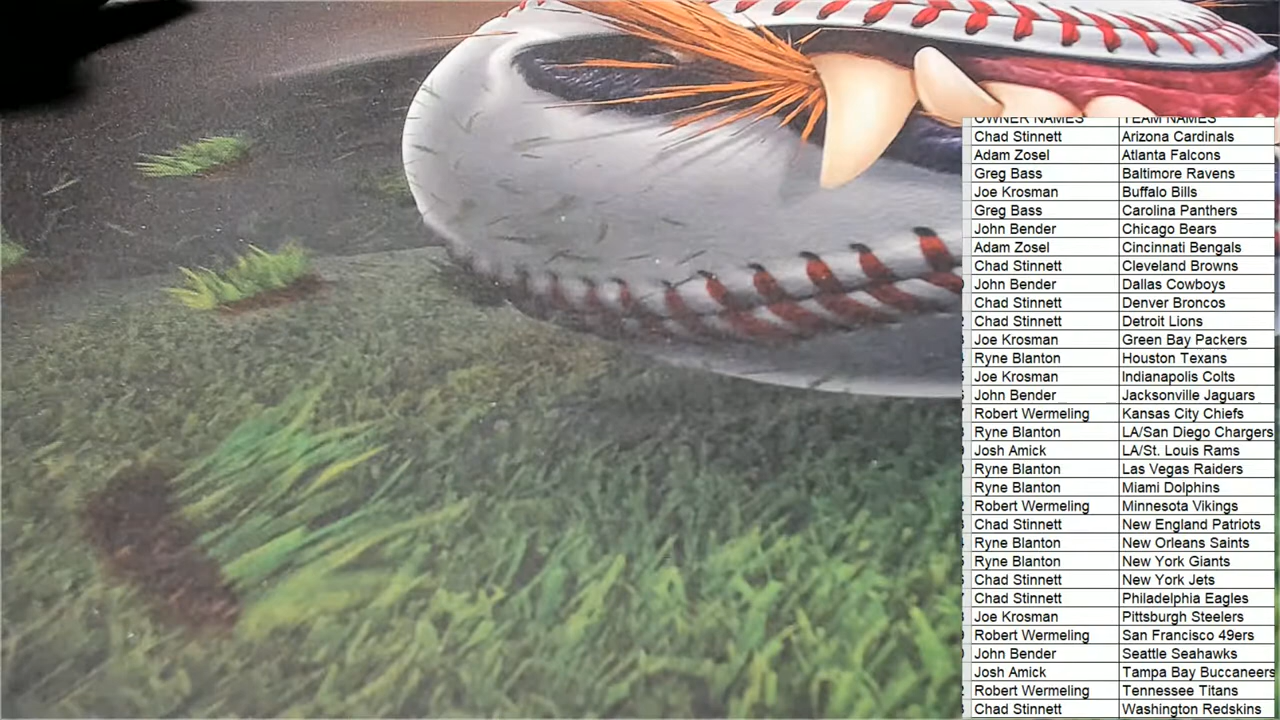 OWNER NAMES TEAM NAMES
Chad Stinnett Arizona Cardinals
Adam Zosel Atlanta Falcons
Greg Bass Baltimore Ravens
Joe Krosman Buffalo Bills
Greg Bass Carolina Panthers
John Bender Chicago Bears
Adam Zosel Cincinnati Bengals
Chad Stinnett Cleveland Browns
John Bender Dallas Cowboys
Chad Stinnett Denver Broncos
Chad Stinnett Detroit Lions
Joe Krosman Green Bay Packers
Ryne Blanton Houston Texans
Joe Krosman Indianapolis Colts
John Bender Jacksonville Jaguars
Robert Wermeling Kansas City Chiefs
Ryne Blanton LA/San Diego Chargers
Josh Amick LA/St. Louis Rams
Ryne Blanton Las Vegas Raiders
Ryne Blanton Miami Dolphins
Robert Wermeling Minnesota Vikings
Chad Stinnett New England Patriots
Ryne Blanton New Orleans Saints
Ryne Blanton New York Giants
Chad Stinnett New York Jets
Chad Stinnett Philadelphia Eagles
Joe Krosman Pittsburgh Steelers
Robert Wermeling San Francisco 49ers
John Bender Seattle Seahawks
Josh Amick Tampa Bay Buccaneers
Robert Wermeling Tennessee Titans
Chad Stinnett Washington Redskins